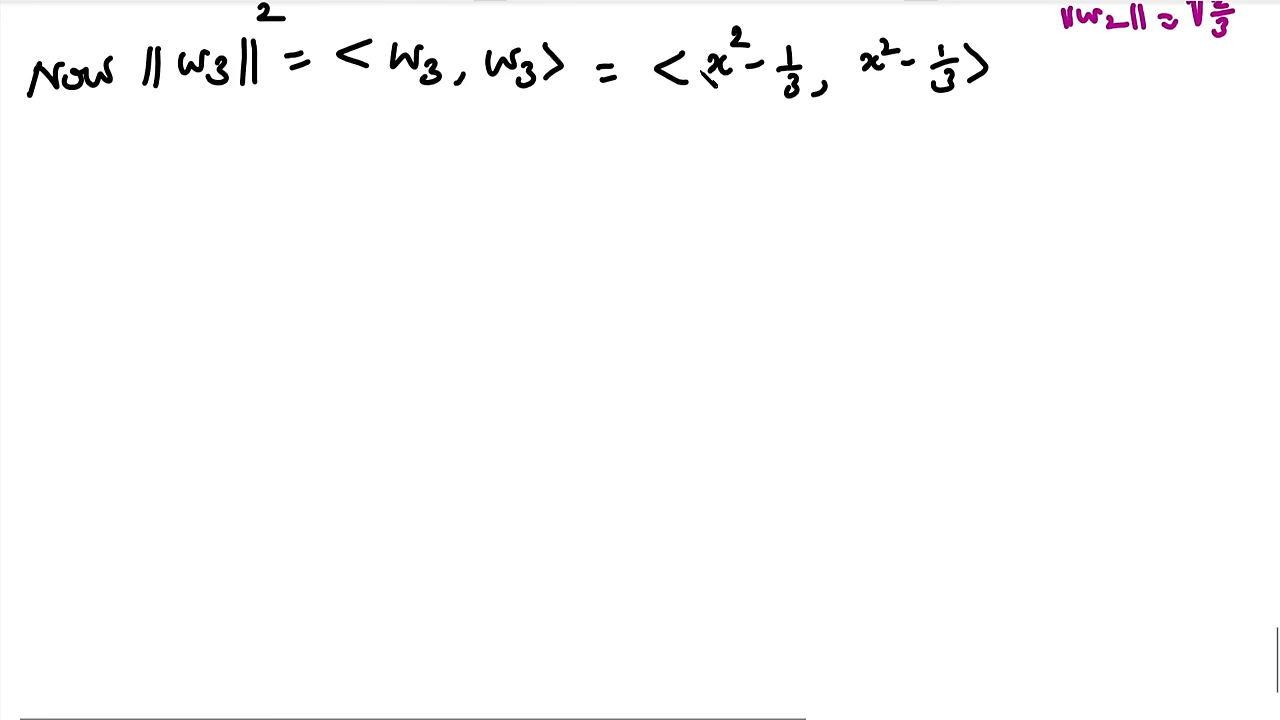 ||w₂|| = √2/3
Now ||w₃||² = < w₃, w₃> = < x² - 1/3, x² - 1/3 >